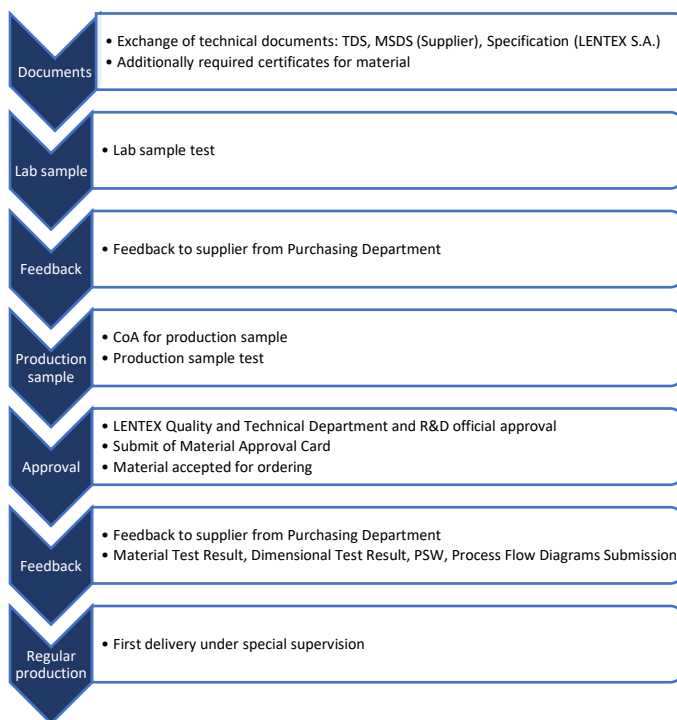 Documents
• Exchange of technical documents: TDS, MSDS (Supplier), Specification (LENTEX S.A.)
• Additionally required certificates for material
Lab sample
• Lab sample test
Feedback
• Feedback to supplier from Purchasing Department
Production
sample
• CoA for production sample
• Production sample test
Approval
• LENTEX Quality and Technical Department and R&D official approval
• Submit of Material Approval Card
• Material accepted for ordering
Feedback
• Feedback to supplier from Purchasing Department
• Material Test Result, Dimensional Test Result, PSW, Process Flow Diagrams Submission
Regular
production
• First delivery under special supervision